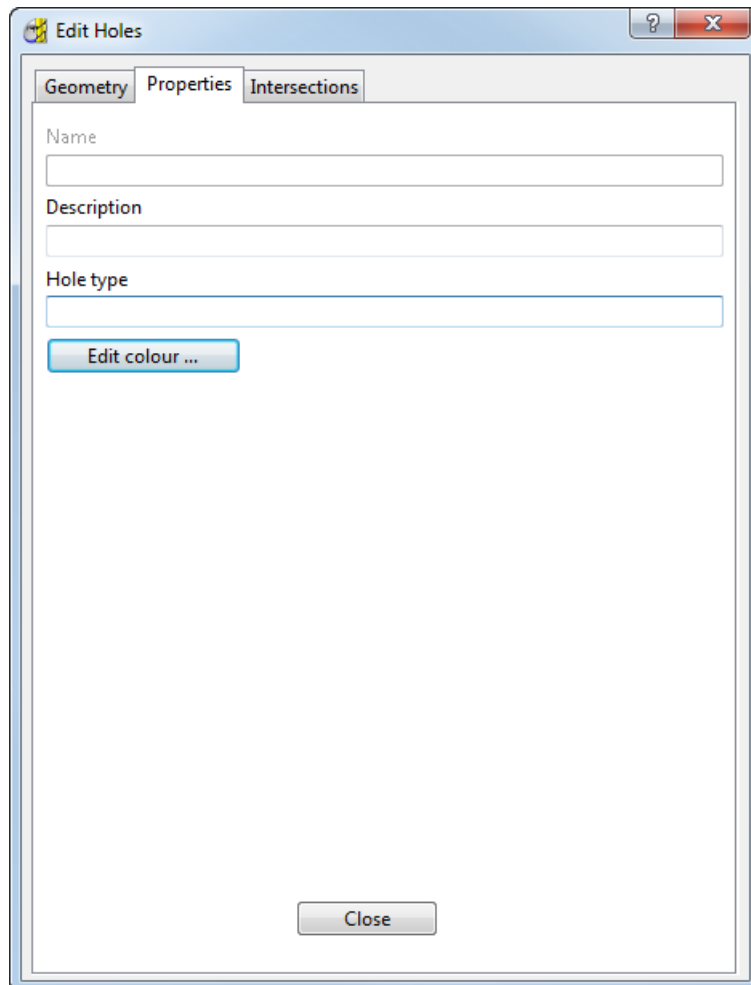 Edit Holes
?
X
Geometry Properties Intersections
Name
Description
Hole type
Edit colour ...
Close